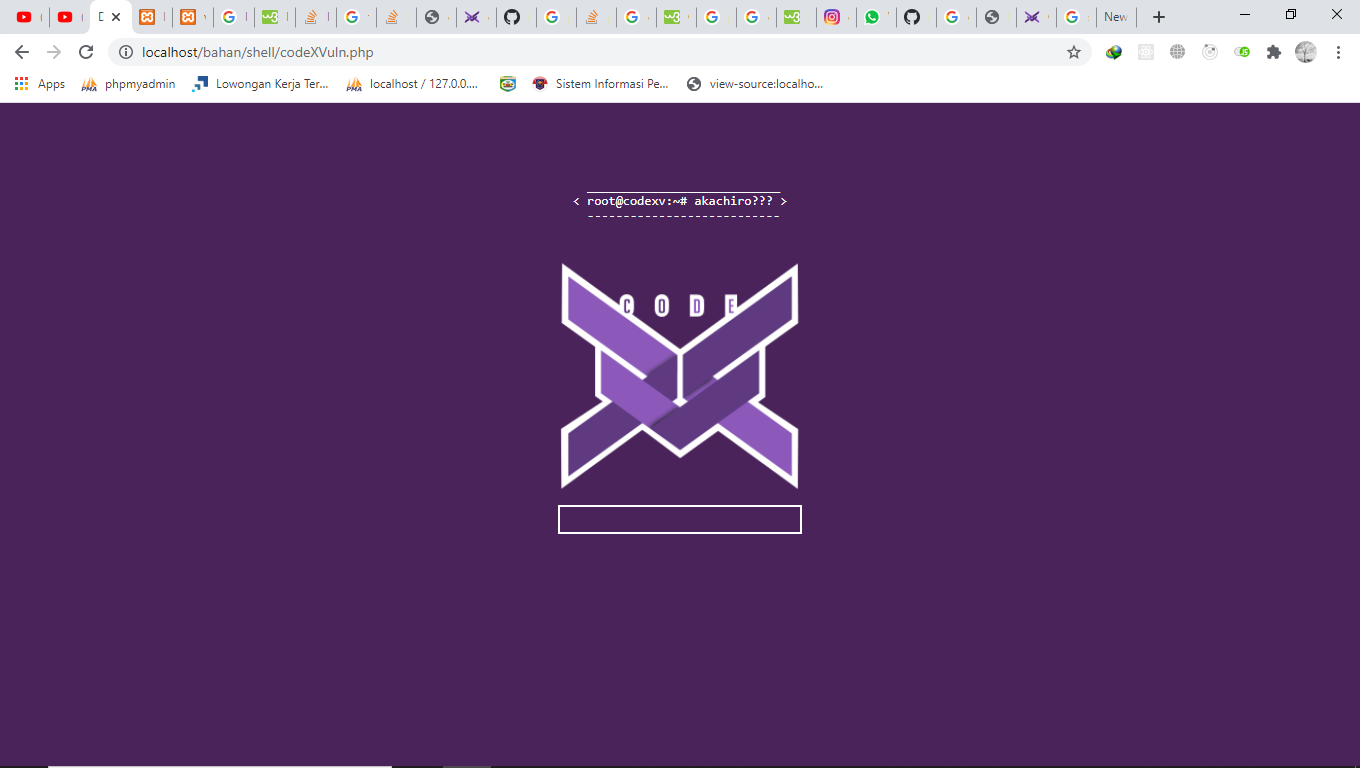 New
localhost/bahan/shell/codeXVuln.php
Apps
phpmyadmin
Lowongan Kerja Ter...
localhost / 127.0.0....
Sistem Informasi Pe...
view-source:localho...
< root@codexv:~# akachiro??? >
CODE